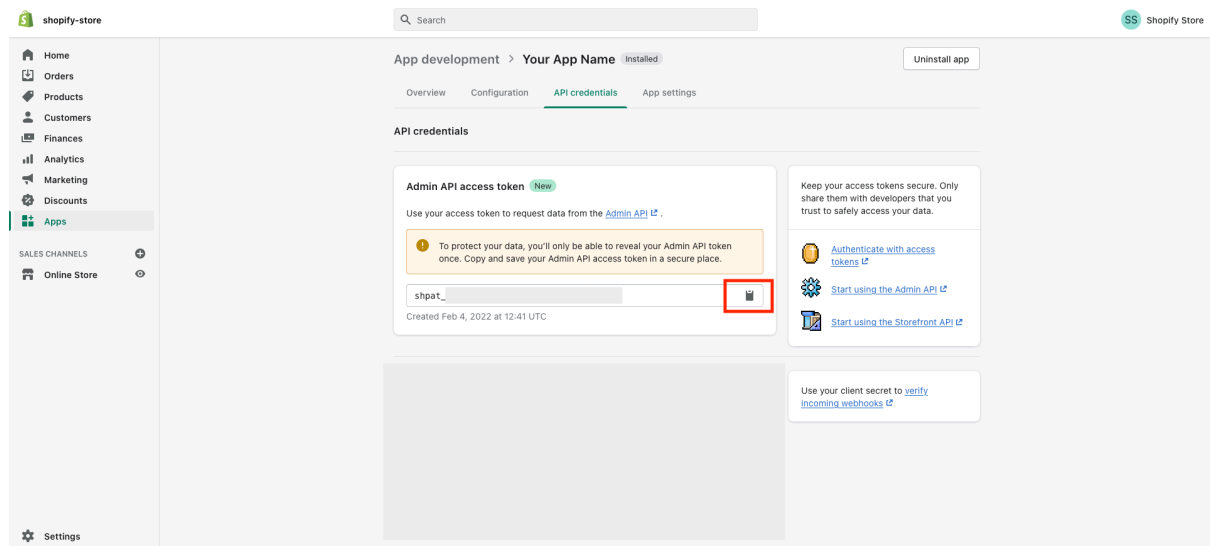 shopify-store
Search
SS Shopify Store
Home
Orders
Products
Customers
Finances
Analytics
Marketing
Discounts
Apps
SALES CHANNELS
Online Store
Settings
App development > Your App Name Installed
Uninstall app
Overview Configuration API credentials App settings
API credentials
Admin API access token New
Use your access token to request data from the Admin API .
To protect your data, you'll only be able to reveal your Admin API token
once. Copy and save your Admin API access token in a secure place.
shpat_
Created Feb 4, 2022 at 12:41 UTC
Keep your access tokens secure. Only
share them with developers that you
trust to safely access your data.
Authenticate with access
tokens
Start using the Admin API
Start using the Storefront API
Use your client secret to verify
incoming webhooks